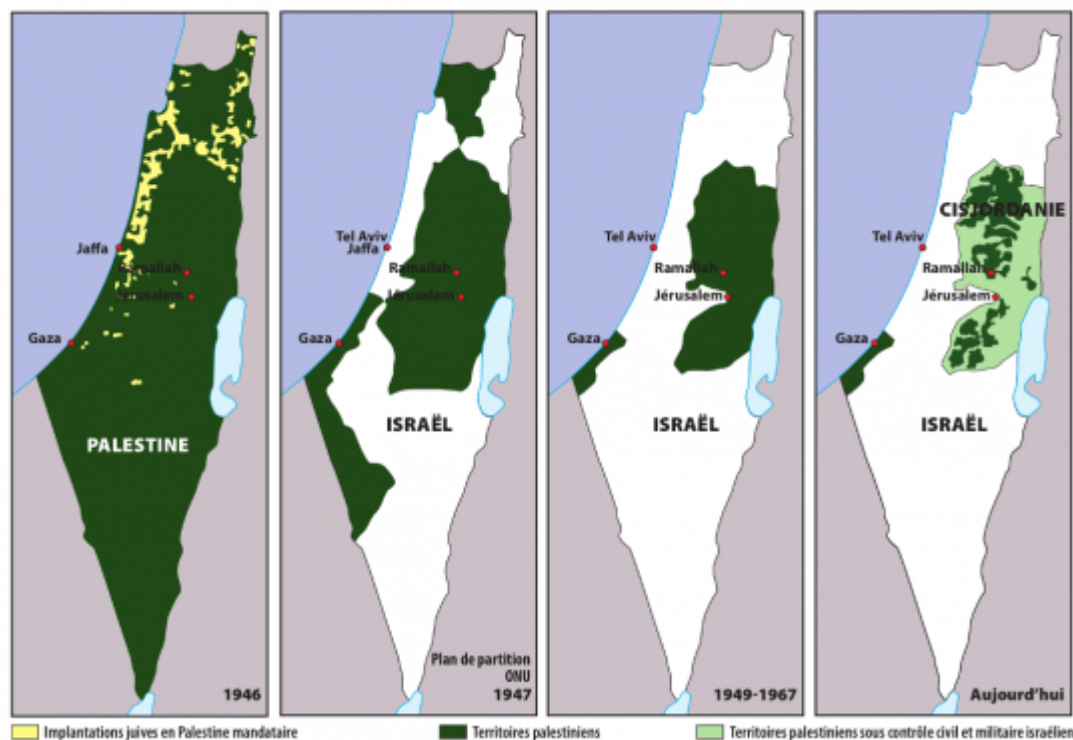 Jaffa
Ramallah
Jérusalem
Gaza
PALESTINE
1946
Tel Aviv
Jaffa
Ramallah
Jérusalem
Gaza
ISRAËL
Plan de partition
ONU
1947
Tel Aviv
Ramallah
Jérusalem
Gaza
ISRAËL
1949-1967
CISJORDANIE
Tel Aviv
Ramallah
Jérusalem
Gaza
ISRAËL
Aujourd'hui
Implantations juives en Palestine mandataire
Territoires palestiniens
Territoires palestiniens sous contrôle civil et militaire israélien